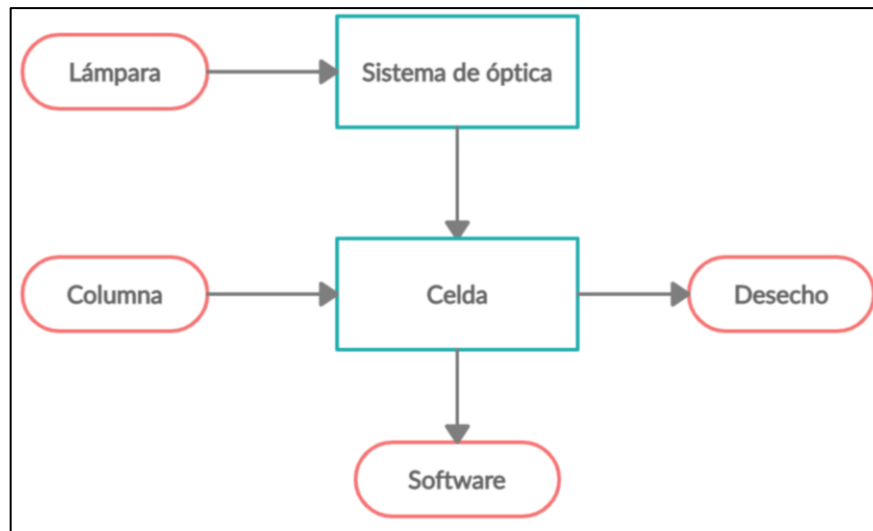 Lámpara
Sistema de óptica
Columna
Celda
Desecho
Software